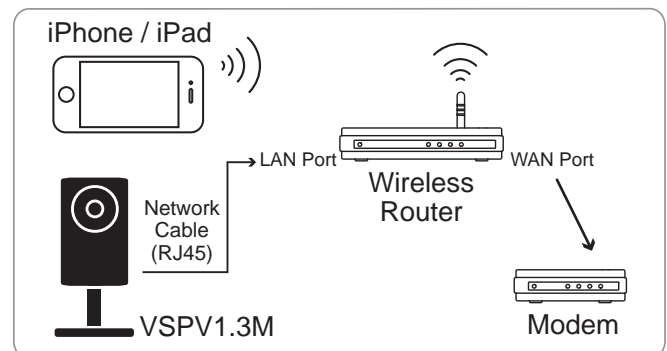 iPhone / iPad
LAN Port
WAN Port
Wireless
Router
Network
Cable
(RJ45)
VSPV1.3M
Modem